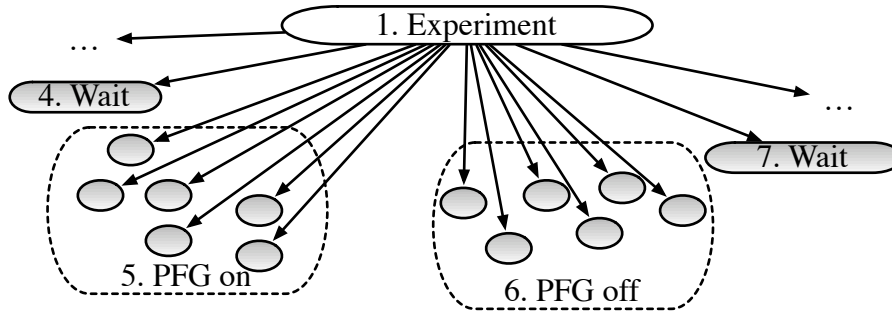 1. Experiment
…
4. Wait
…
7. Wait
5. PFG on
6. PFG off